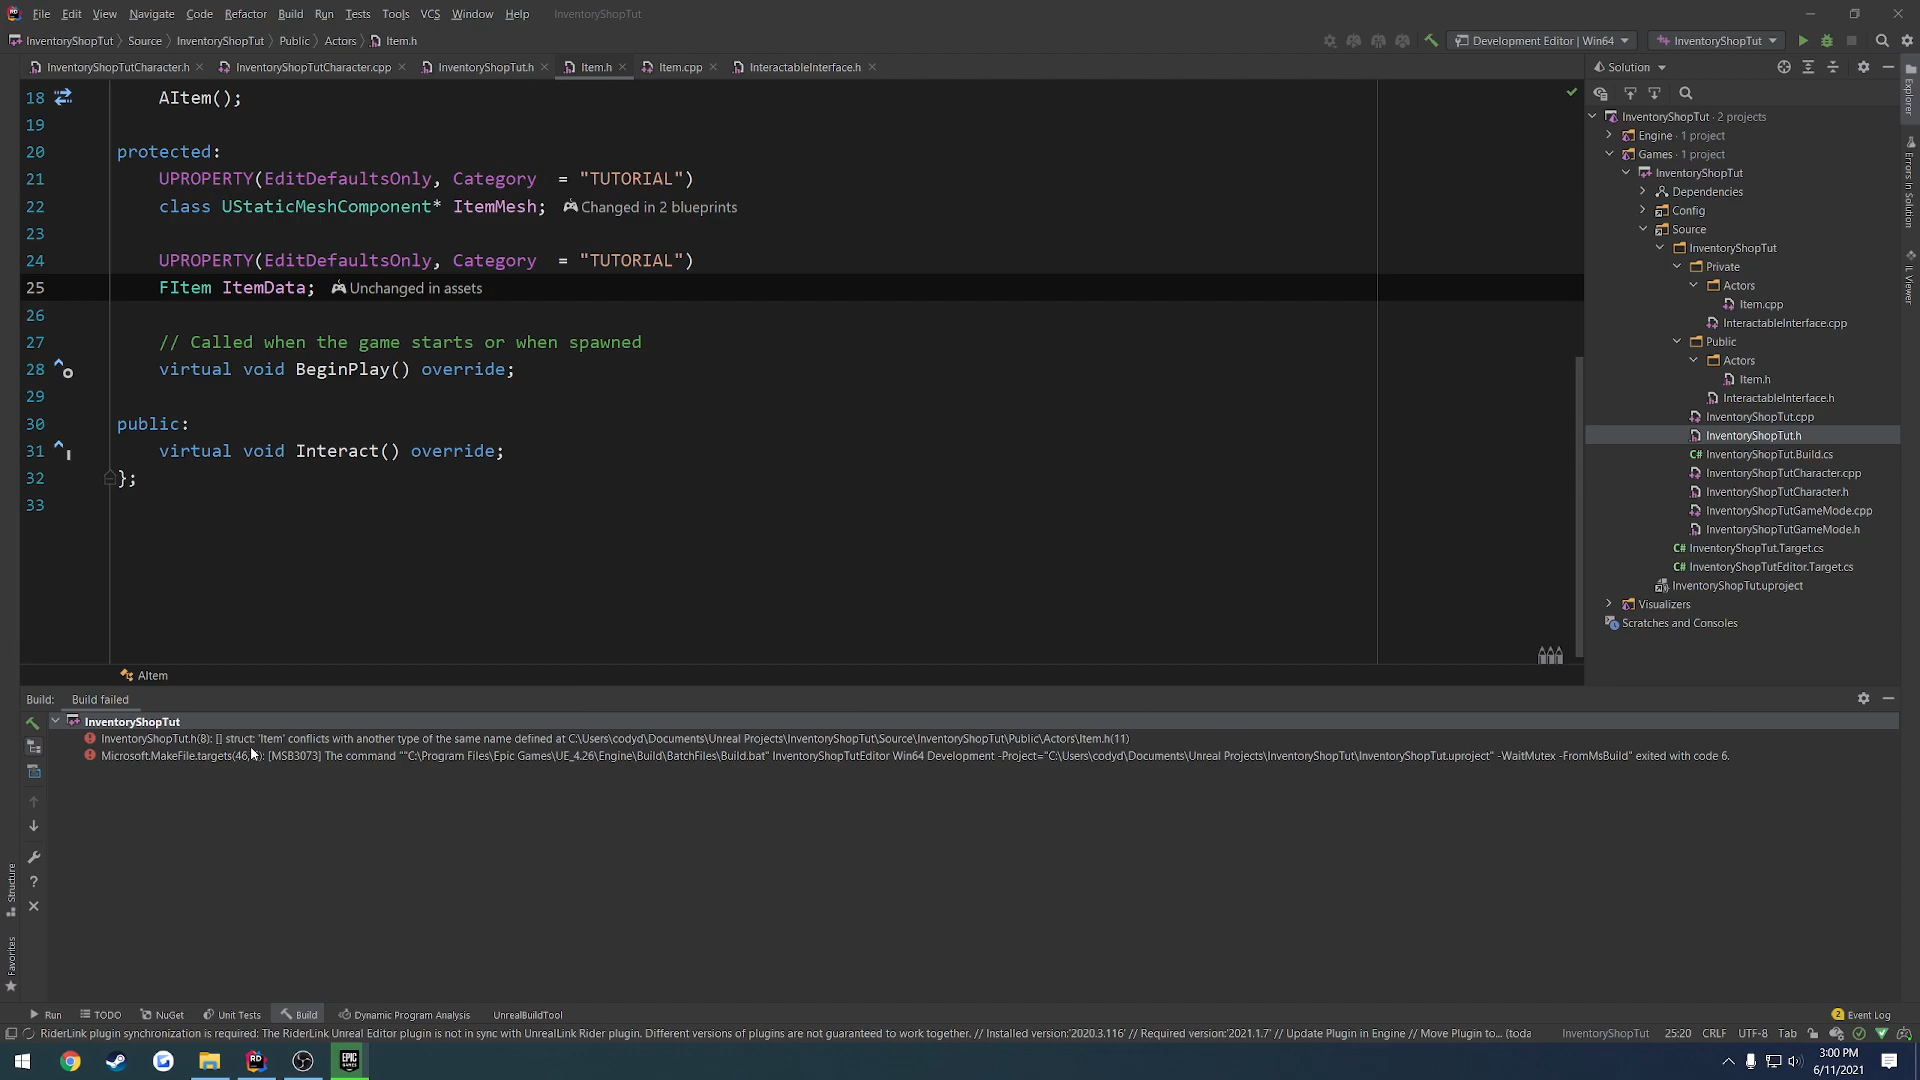 File Edit View Navigate Code Refactor Build Run Tests Tools VCS Window Help InventoryShopTut
InventoryShopTut Source InventoryShopTut Public Actors Item.h
Development Editor | Win64 InventoryShopTut
InventoryShopTutCharacter.h InventoryShopTutCharacter.cpp InventoryShopTut.h Item.h Item.cpp InteractableInterface.h
18 AItem();
19
20 protected:
21 UPROPERTY(EditDefaultsOnly, Category = "TUTORIAL")
22 class UStaticMeshComponent* ItemMesh; Changed in 2 blueprints
23
24 UPROPERTY(EditDefaultsOnly, Category = "TUTORIAL")
25 FItem ItemData; Unchanged in assets
26
27 // Called when the game starts or when spawned
28 virtual void BeginPlay() override;
29
30 public:
31 virtual void Interact() override;
32 };
33
AItem
Solution
InventoryShopTut · 2 projects
Engine · 1 project
Games · 1 project
InventoryShopTut
Dependencies
Config
Source
InventoryShopTut
Private
Actors
Item.cpp
InteractableInterface.cpp
Public
Actors
Item.h
InteractableInterface.h
InventoryShopTut.cpp
InventoryShopTut.h
C# InventoryShopTut.Build.cs
InventoryShopTutCharacter.cpp
InventoryShopTutCharacter.h
InventoryShopTutGameMode.cpp
InventoryShopTutGameMode.h
C# InventoryShopTut.Target.cs
C# InventoryShopTutEditor.Target.cs
InventoryShopTut.uproject
Visualizers
Scratches and Consoles
Explorer
Errors In Solution
IL Viewer
Build: Build failed
InventoryShopTut
InventoryShopTut.h(8): [] struct: 'Item' conflicts with another type of the same name defined at C:\Users\codyd\Documents\Unreal Projects\InventoryShopTut\Source\InventoryShopTut\Public\Actors\Item.h(11)
Microsoft.MakeFile.targets(46, ): [MSB3073] The command ""C:\Program Files\Epic Games\UE_4.26\Engine\Build\BatchFiles\Build.bat" InventoryShopTutEditor Win64 Development -Project="C:\Users\codyd\Documents\Unreal Projects\InventoryShopTut\InventoryShopTut.uproject" -WaitMutex -FromMsBuild" exited with code 6.
Structure
Favorites
Run TODO NuGet Unit Tests Build Dynamic Program Analysis UnrealBuildTool 2 Event Log
RiderLink plugin synchronization is required: The RiderLink Unreal Editor plugin is not in sync with UnrealLink Rider plugin. Different versions of plugins are not guaranteed to work together. // Installed version:'2020.3.116' // Required version:'2021.1.7' // Update Plugin in Engine // Move Plugin to... (toda InventoryShopTut 25:20 CRLF UTF-8 Tab
RD EPIC GAMES
3:00 PM
6/11/2021